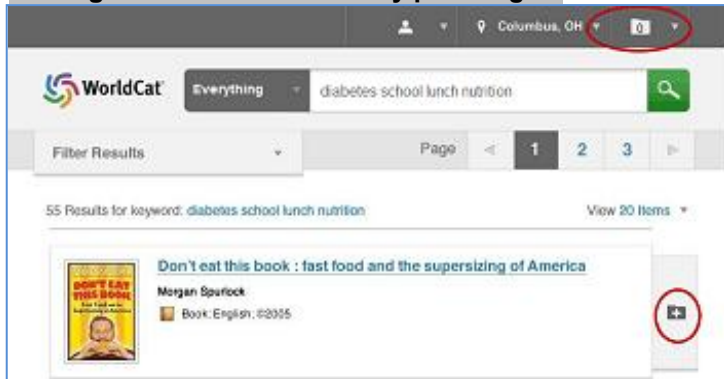 Columbus, OH
0
WorldCat
Everything
diabetes school lunch nutrition
Filter Results
Page 1 2 3
55 Results for keyword: diabetes school lunch nutrition
View 20 Items
Don't eat this book : fast food and the supersizing of America
DON'T EAT
THIS BOOK
Morgan Spurlock
Book: English: ©2005